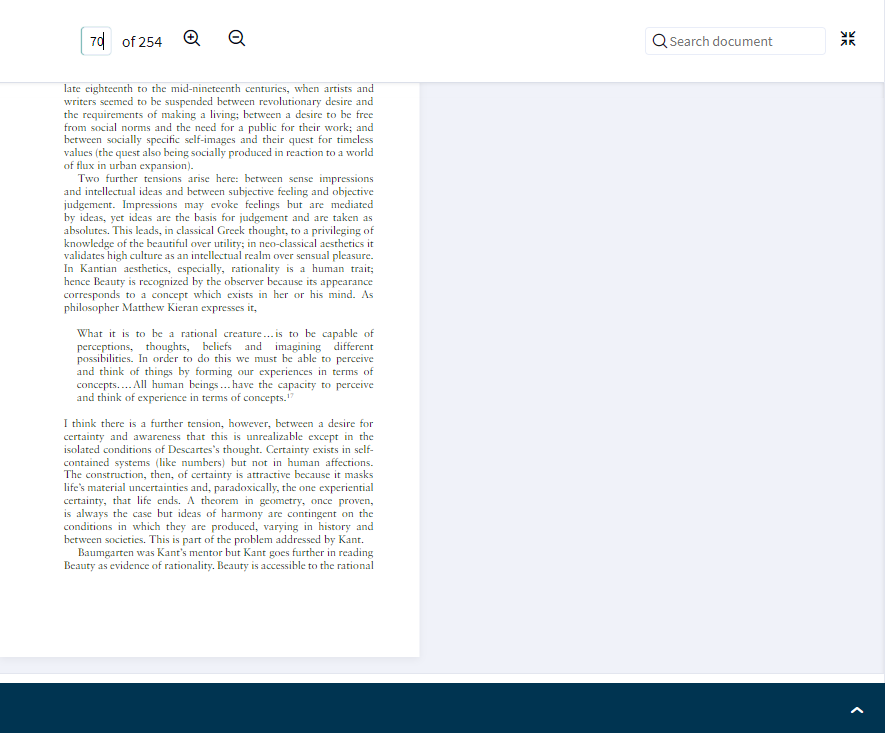 70 of 254 Search document
late eighteenth to the mid-nineteenth centuries, when artists and
writers seemed to be suspended between revolutionary desire and
the requirements of making a living; between a desire to be free
from social norms and the need for a public for their work; and
between socially specific self-images and their quest for timeless
values (the quest also being socially produced in reaction to a world
of flux in urban expansion).
Two further tensions arise here: between sense impressions
and intellectual ideas and between subjective feeling and objective
judgement. Impressions may evoke feelings but are mediated
by ideas, yet ideas are the basis for judgement and are taken as
absolutes. This leads, in classical Greek thought, to a privileging of
knowledge of the beautiful over utility; in neo-classical aesthetics it
validates high culture as an intellectual realm over sensual pleasure.
In Kantian aesthetics, especially, rationality is a human trait;
hence Beauty is recognized by the observer because its appearance
corresponds to a concept which exists in her or his mind. As
philosopher Matthew Kieran expresses it,
What it is to be a rational creature…is to be capable of
perceptions, thoughts, beliefs and imagining different
possibilities. In order to do this we must be able to perceive
and think of things by forming our experiences in terms of
concepts.…All human beings…have the capacity to perceive
and think of experience in terms of concepts.¹⁷
I think there is a further tension, however, between a desire for
certainty and awareness that this is unrealizable except in the
isolated conditions of Descartes's thought. Certainty exists in self-
contained systems (like numbers) but not in human affections.
The construction, then, of certainty is attractive because it masks
life's material uncertainties and, paradoxically, the one experiential
certainty, that life ends. A theorem in geometry, once proven,
is always the case but ideas of harmony are contingent on the
conditions in which they are produced, varying in history and
between societies. This is part of the problem addressed by Kant.
Baumgarten was Kant's mentor but Kant goes further in reading
Beauty as evidence of rationality. Beauty is accessible to the rational